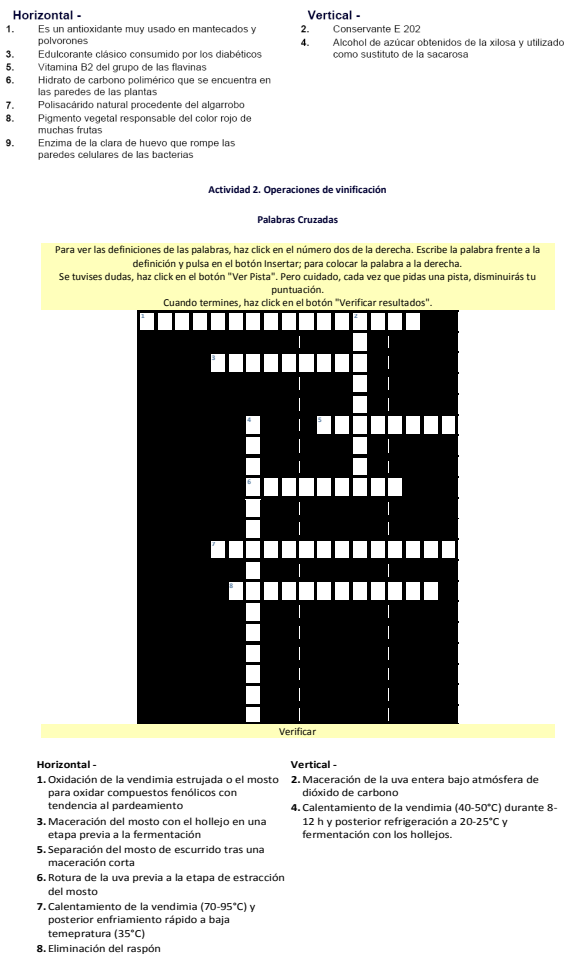 Horizontal -
1. Es un antioxidante muy usado en mantecados y
polvorones
3. Edulcorante clásico consumido por los diabéticos
5. Vitamina B2 del grupo de las flavinas
6. Hidrato de carbono polimérico que se encuentra en
las paredes de las plantas
7. Polisacárido natural procedente del algarrobo
8. Pigmento vegetal responsable del color rojo de
muchas frutas
9. Enzima de la clara de huevo que rompe las
paredes celulares de las bacterias
Vertical -
2. Conservante E 202
4. Alcohol de azúcar obtenidos de la xilosa y utilizado
como sustituto de la sacarosa
Actividad 2. Operaciones de vinificación
Palabras Cruzadas
Para ver las definiciones de las palabras, haz click en el número dos de la derecha. Escribe la palabra frente a la
definición y pulsa en el botón Insertar; para colocar la palabra a la derecha.
Se tuvises dudas, haz click en el botón "Ver Pista". Pero cuidado, cada vez que pidas una pista, disminuirás tu
puntuación.
Cuando termines, haz click en el botón "Verificar resultados".
1 2
3
4 5
6
7
8
Verificar
Horizontal -
1. Oxidación de la vendimia estrujada o el mosto
para oxidar compuestos fenólicos con
tendencia al pardeamiento
3. Maceración del mosto con el hollejo en una
etapa previa a la fermentación
5. Separación del mosto de escurrido tras una
maceración corta
6. Rotura de la uva previa a la etapa de estracción
del mosto
7. Calentamiento de la vendimia (70-95°C) y
posterior enfriamiento rápido a baja
temepratura (35°C)
8. Eliminación del raspón
Vertical -
2. Maceración de la uva entera bajo atmósfera de
dióxido de carbono
4. Calentamiento de la vendimia (40-50°C) durante 8-
12 h y posterior refrigeración a 20-25°C y
fermentación con los hollejos.